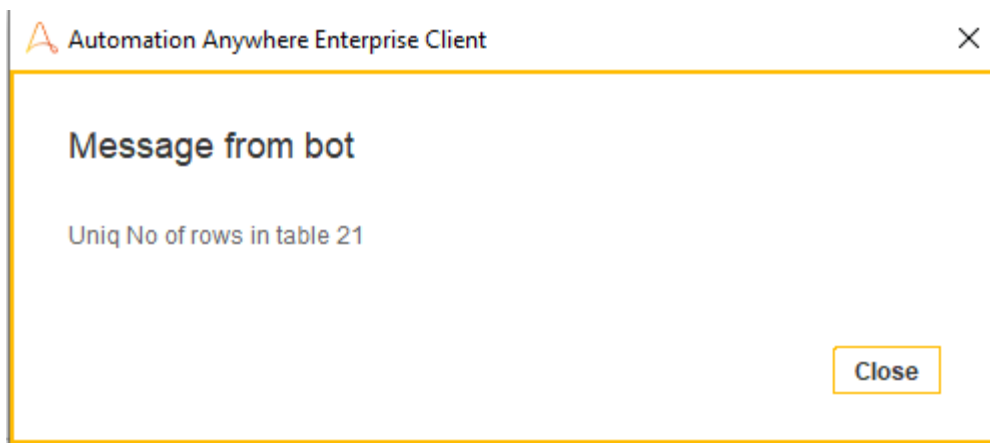 Automation Anywhere Enterprise Client
Message from bot
Uniq No of rows in table 21
Close